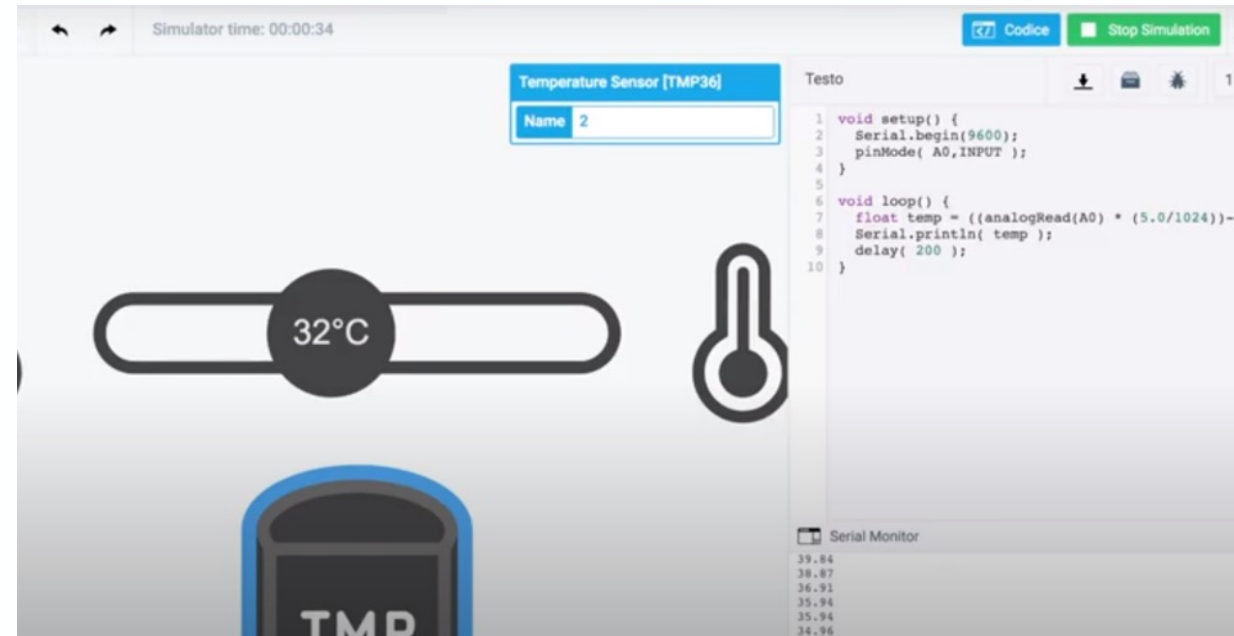 Simulator time: 00:00:34
Codice
Stop Simulation
Temperature Sensor [TMP36]
Name 2
Testo
1
1 void setup() {
2 Serial.begin(9600);
3 pinMode( A0,INPUT );
4 }
5
6 void loop() {
7 float temp = ((analogRead(A0) * (5.0/1024))-
8 Serial.println( temp );
9 delay( 200 );
10 }
32°C
TMP
Serial Monitor
39.84
38.87
36.91
35.94
35.94
34.96